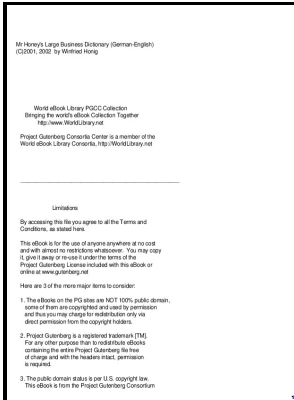 Mr Honey's Large Business Dictionary (German-English)
(C)2001, 2002 by Winfried Honig
World eBook Library PGCC Collection
Bringing the world's eBook Collection Together
http://www.WorldLibrary.net
Project Gutenberg Consortia Center is a member of the
World eBook Library Consortia, http://WorldLibrary.net
Limitations
By accessing this file you agree to all the Terms and
Conditions, as stated here.
This eBook is for the use of anyone anywhere at no cost
and with almost no restrictions whatsoever. You may copy
it, give it away or re-use it under the terms of the
Project Gutenberg License included with this eBook or
online at www.gutenberg.net
Here are 3 of the more major items to consider:
1. The eBooks on the PG sites are NOT 100% public domain,
some of them are copyrighted and used by permission
and thus you may charge for redistribution only via
direct permission from the copyright holders.
2. Project Gutenberg is a registered trademark [TM].
For any other purpose than to redistribute eBooks
containing the entire Project Gutenberg file free
of charge and with the headers intact, permission
is required.
3. The public domain status is per U.S. copyright law.
This eBook is from the Project Gutenberg Consortium
1